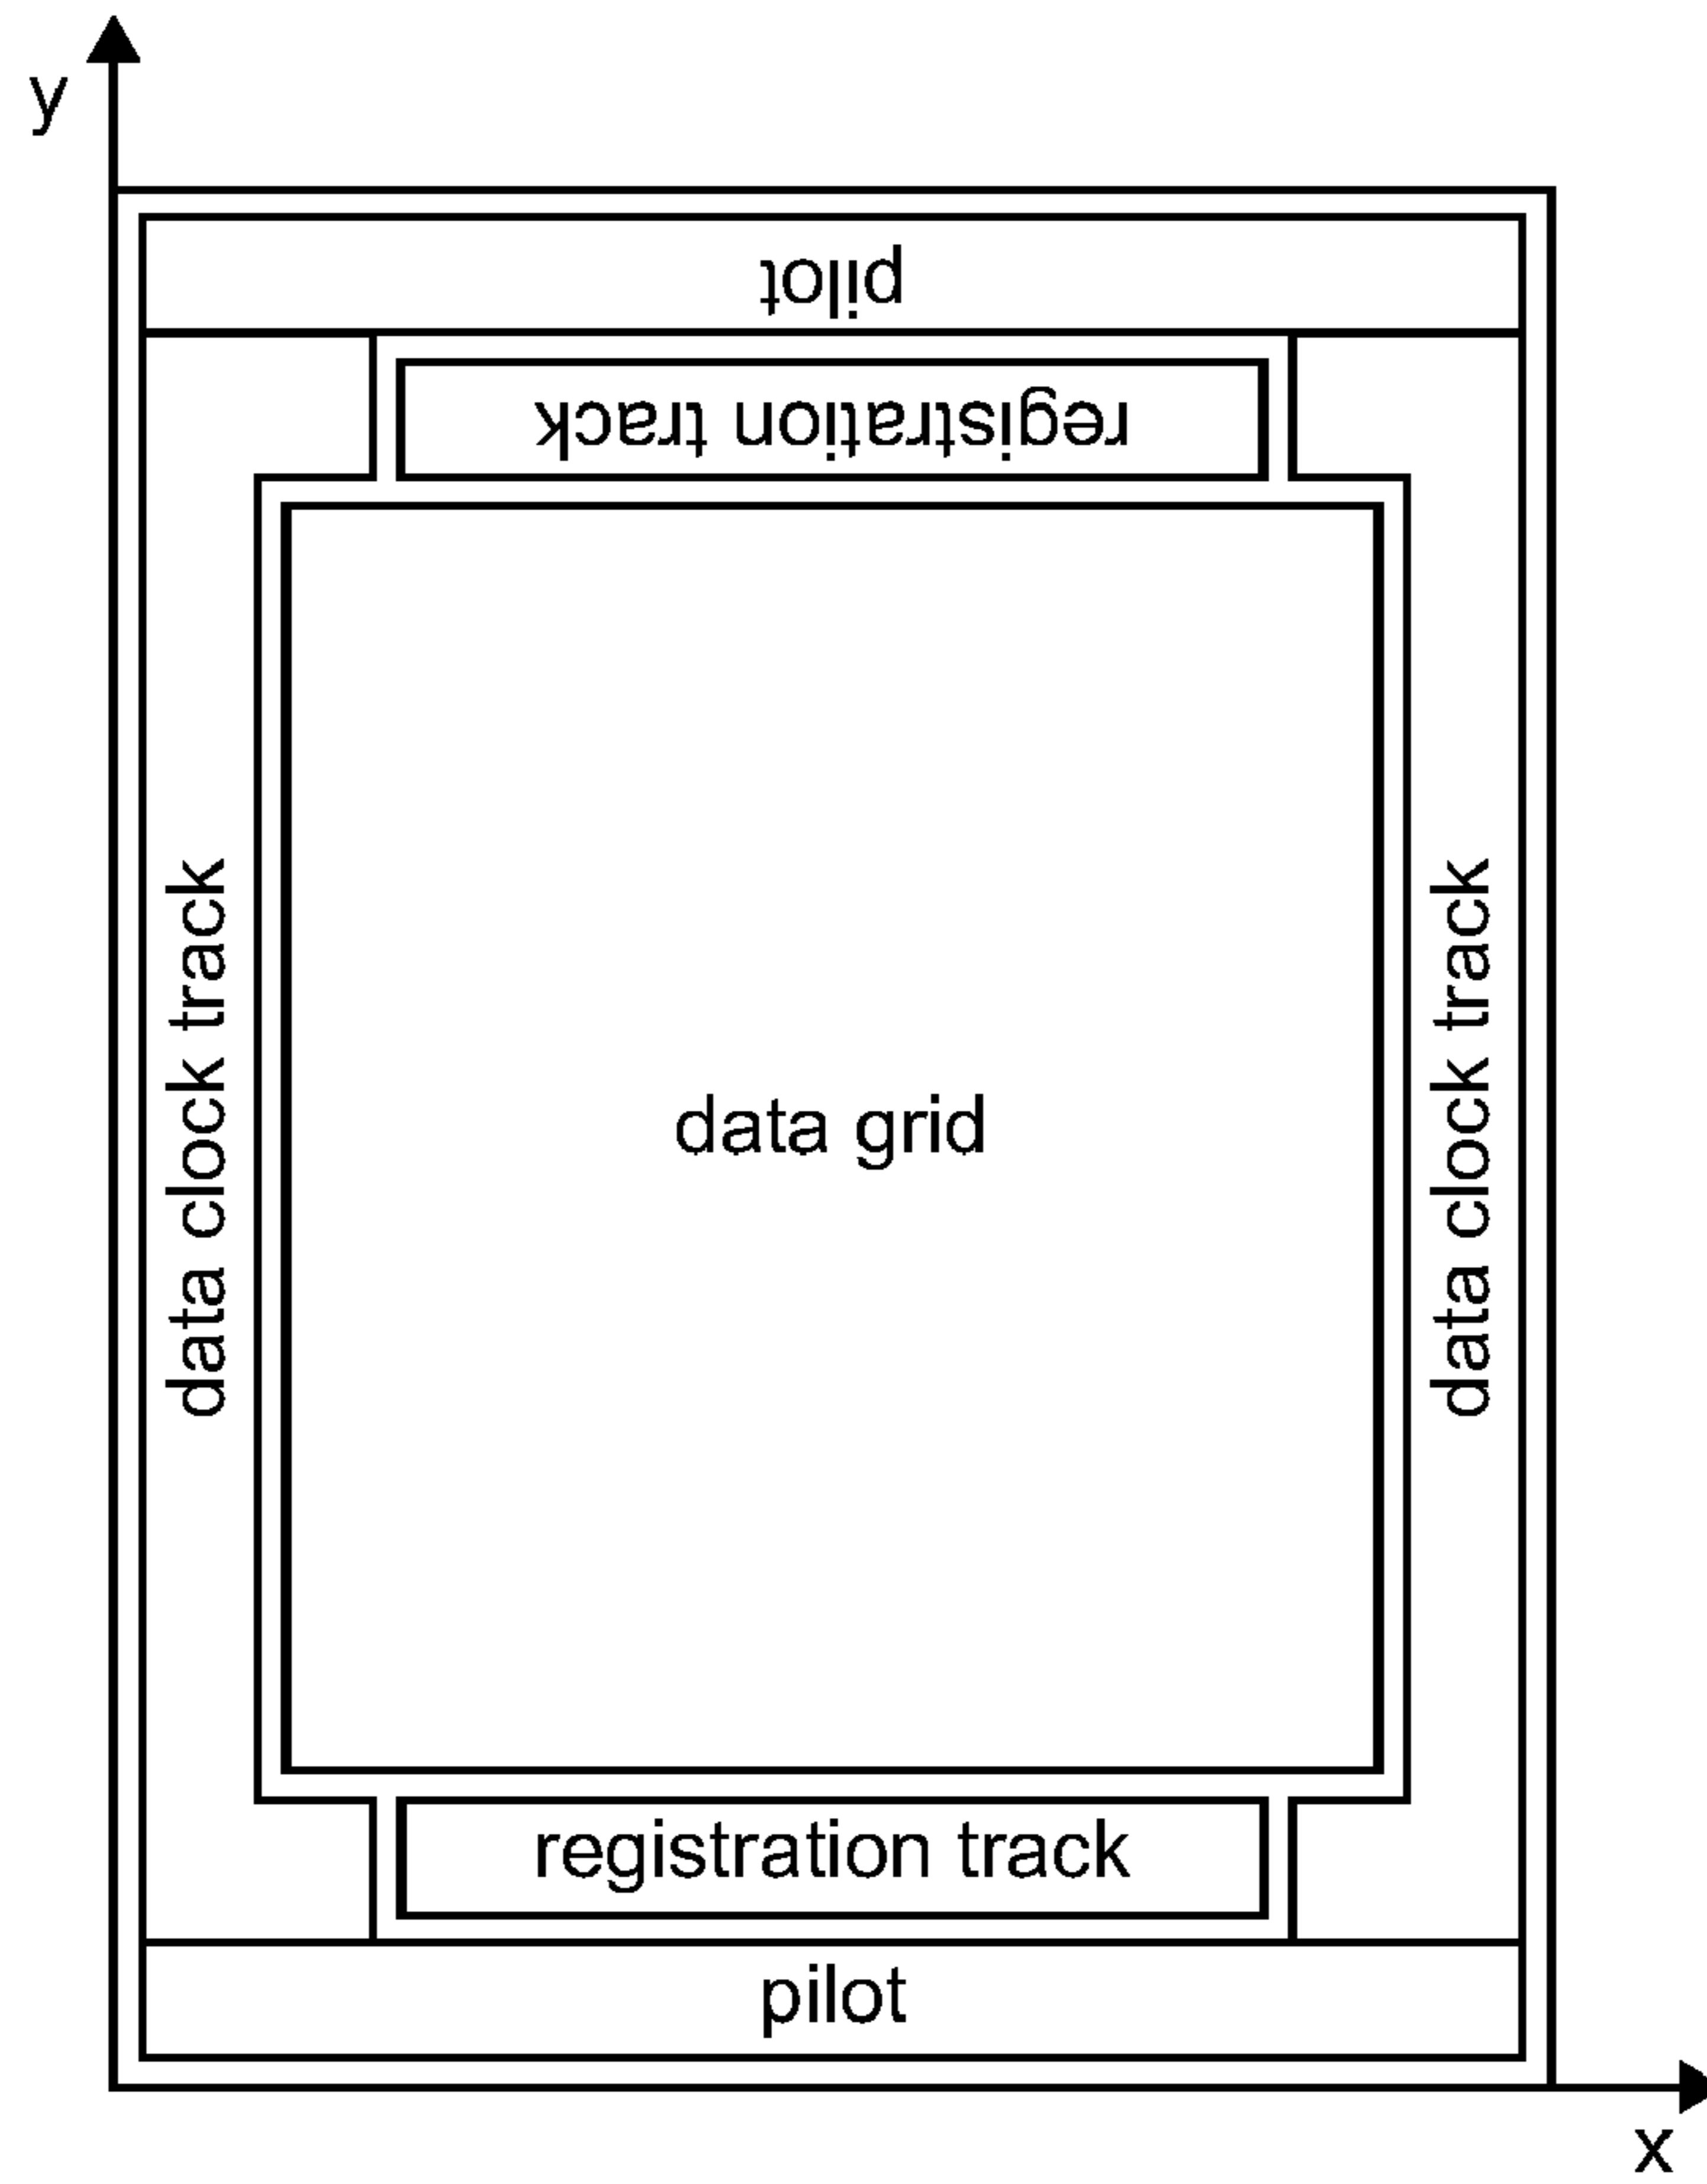 y
pilot
registration track
data clock track
data grid
data clock track
registration track
pilot
x